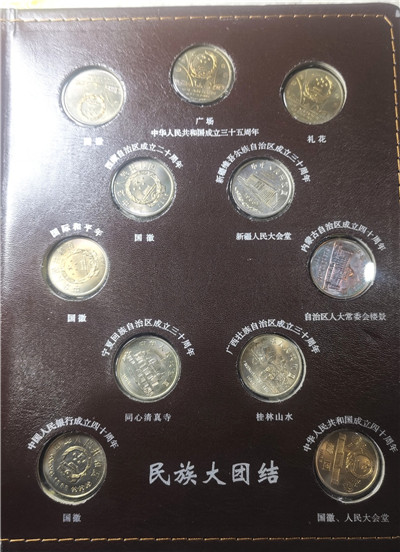 国徽
广场
礼花
中华人民共和国成立三十五周年
西藏自治区成立二十周年
国徽
新疆维吾尔族自治区成立三十周年
新疆人民大会堂
国际和平年
国徽
内蒙古自治区成立四十周年
自治区人大常委会楼景
宁夏回族自治区成立三十周年
同心清真寺
广西壮族自治区成立三十周年
桂林山水
中国人民银行成立四十周年
国徽
民族大团结
中华人民共和国成立四十周年
国徽、人民大会堂